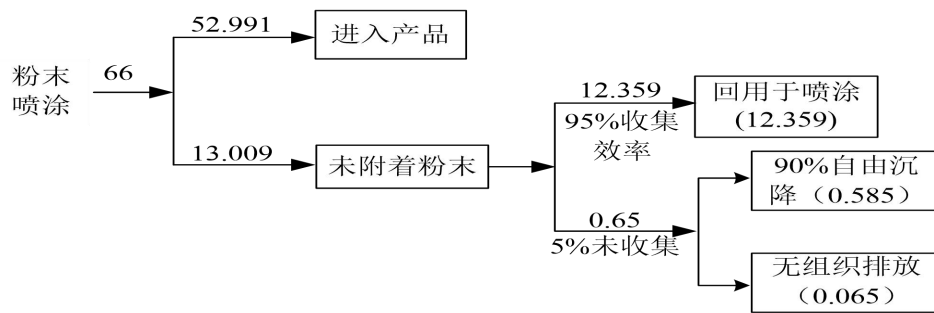 粉末
喷涂
66
52.991
进入产品
13.009
未附着粉末
12.359
95%收集
效率
回用于喷涂
(12.359)
0.65
5%未收集
90%自由沉
降（0.585）
无组织排放
（0.065）